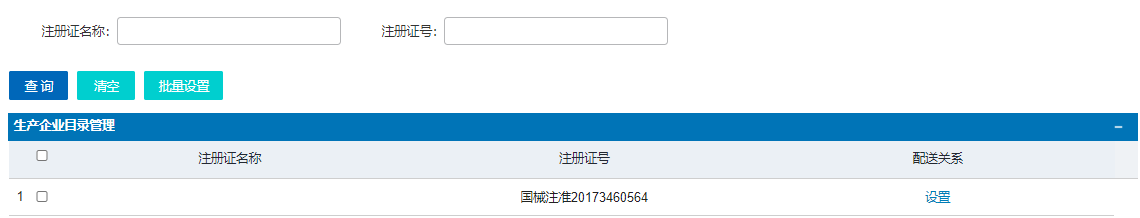 注册证名称: 注册证号:
查 询 清空 批量设置
生产企业目录管理
注册证名称 注册证号 配送关系
1 国械注准20173460564 设置